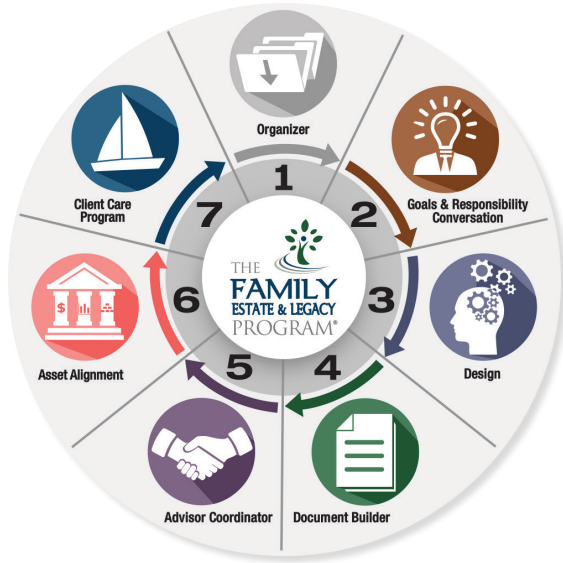 Organizer
1
Goals & Responsibility
Conversation
2
Design
3
Document Builder
4
Advisor Coordinator
5
Asset Alignment
$
6
Client Care
Program
7
THE
FAMILY
ESTATE & LEGACY
PROGRAM®